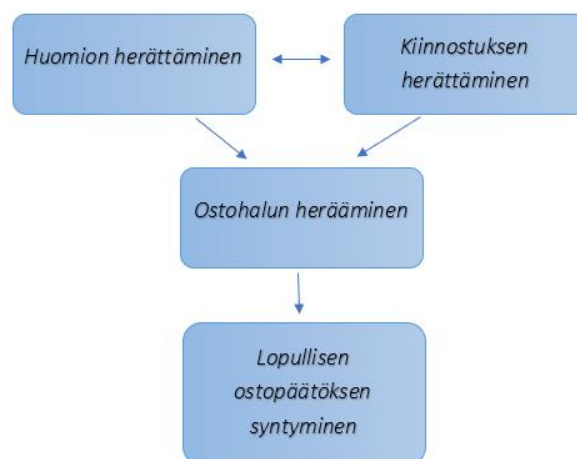 Huomion herättäminen
Kiinnostuksen
herättäminen
Ostohalun herääminen
Lopullisen
ostopäätöksen
syntyminen